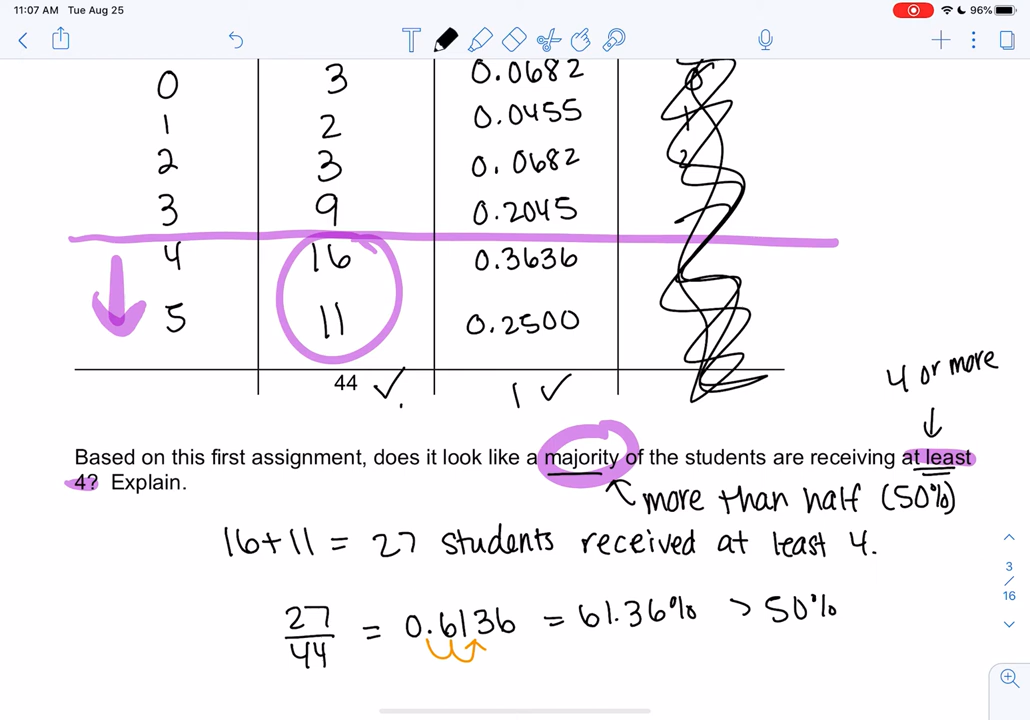 11:07 AM Tue Aug 25 96%
0 3 0.0682
1 2 0.0455 1
2 3 0.0682 2
3 9 0.2045
4 16 0.3636
5 11 0.2500
44 ✓. 1 ✓
4 or more
Based on this first assignment, does it look like a majority of the students are receiving at least
4? Explain.
more than half (50%)
16+11 = 27 students received at least 4.
27/44 = 0.6136 = 61.36% > 50%
3
/
16